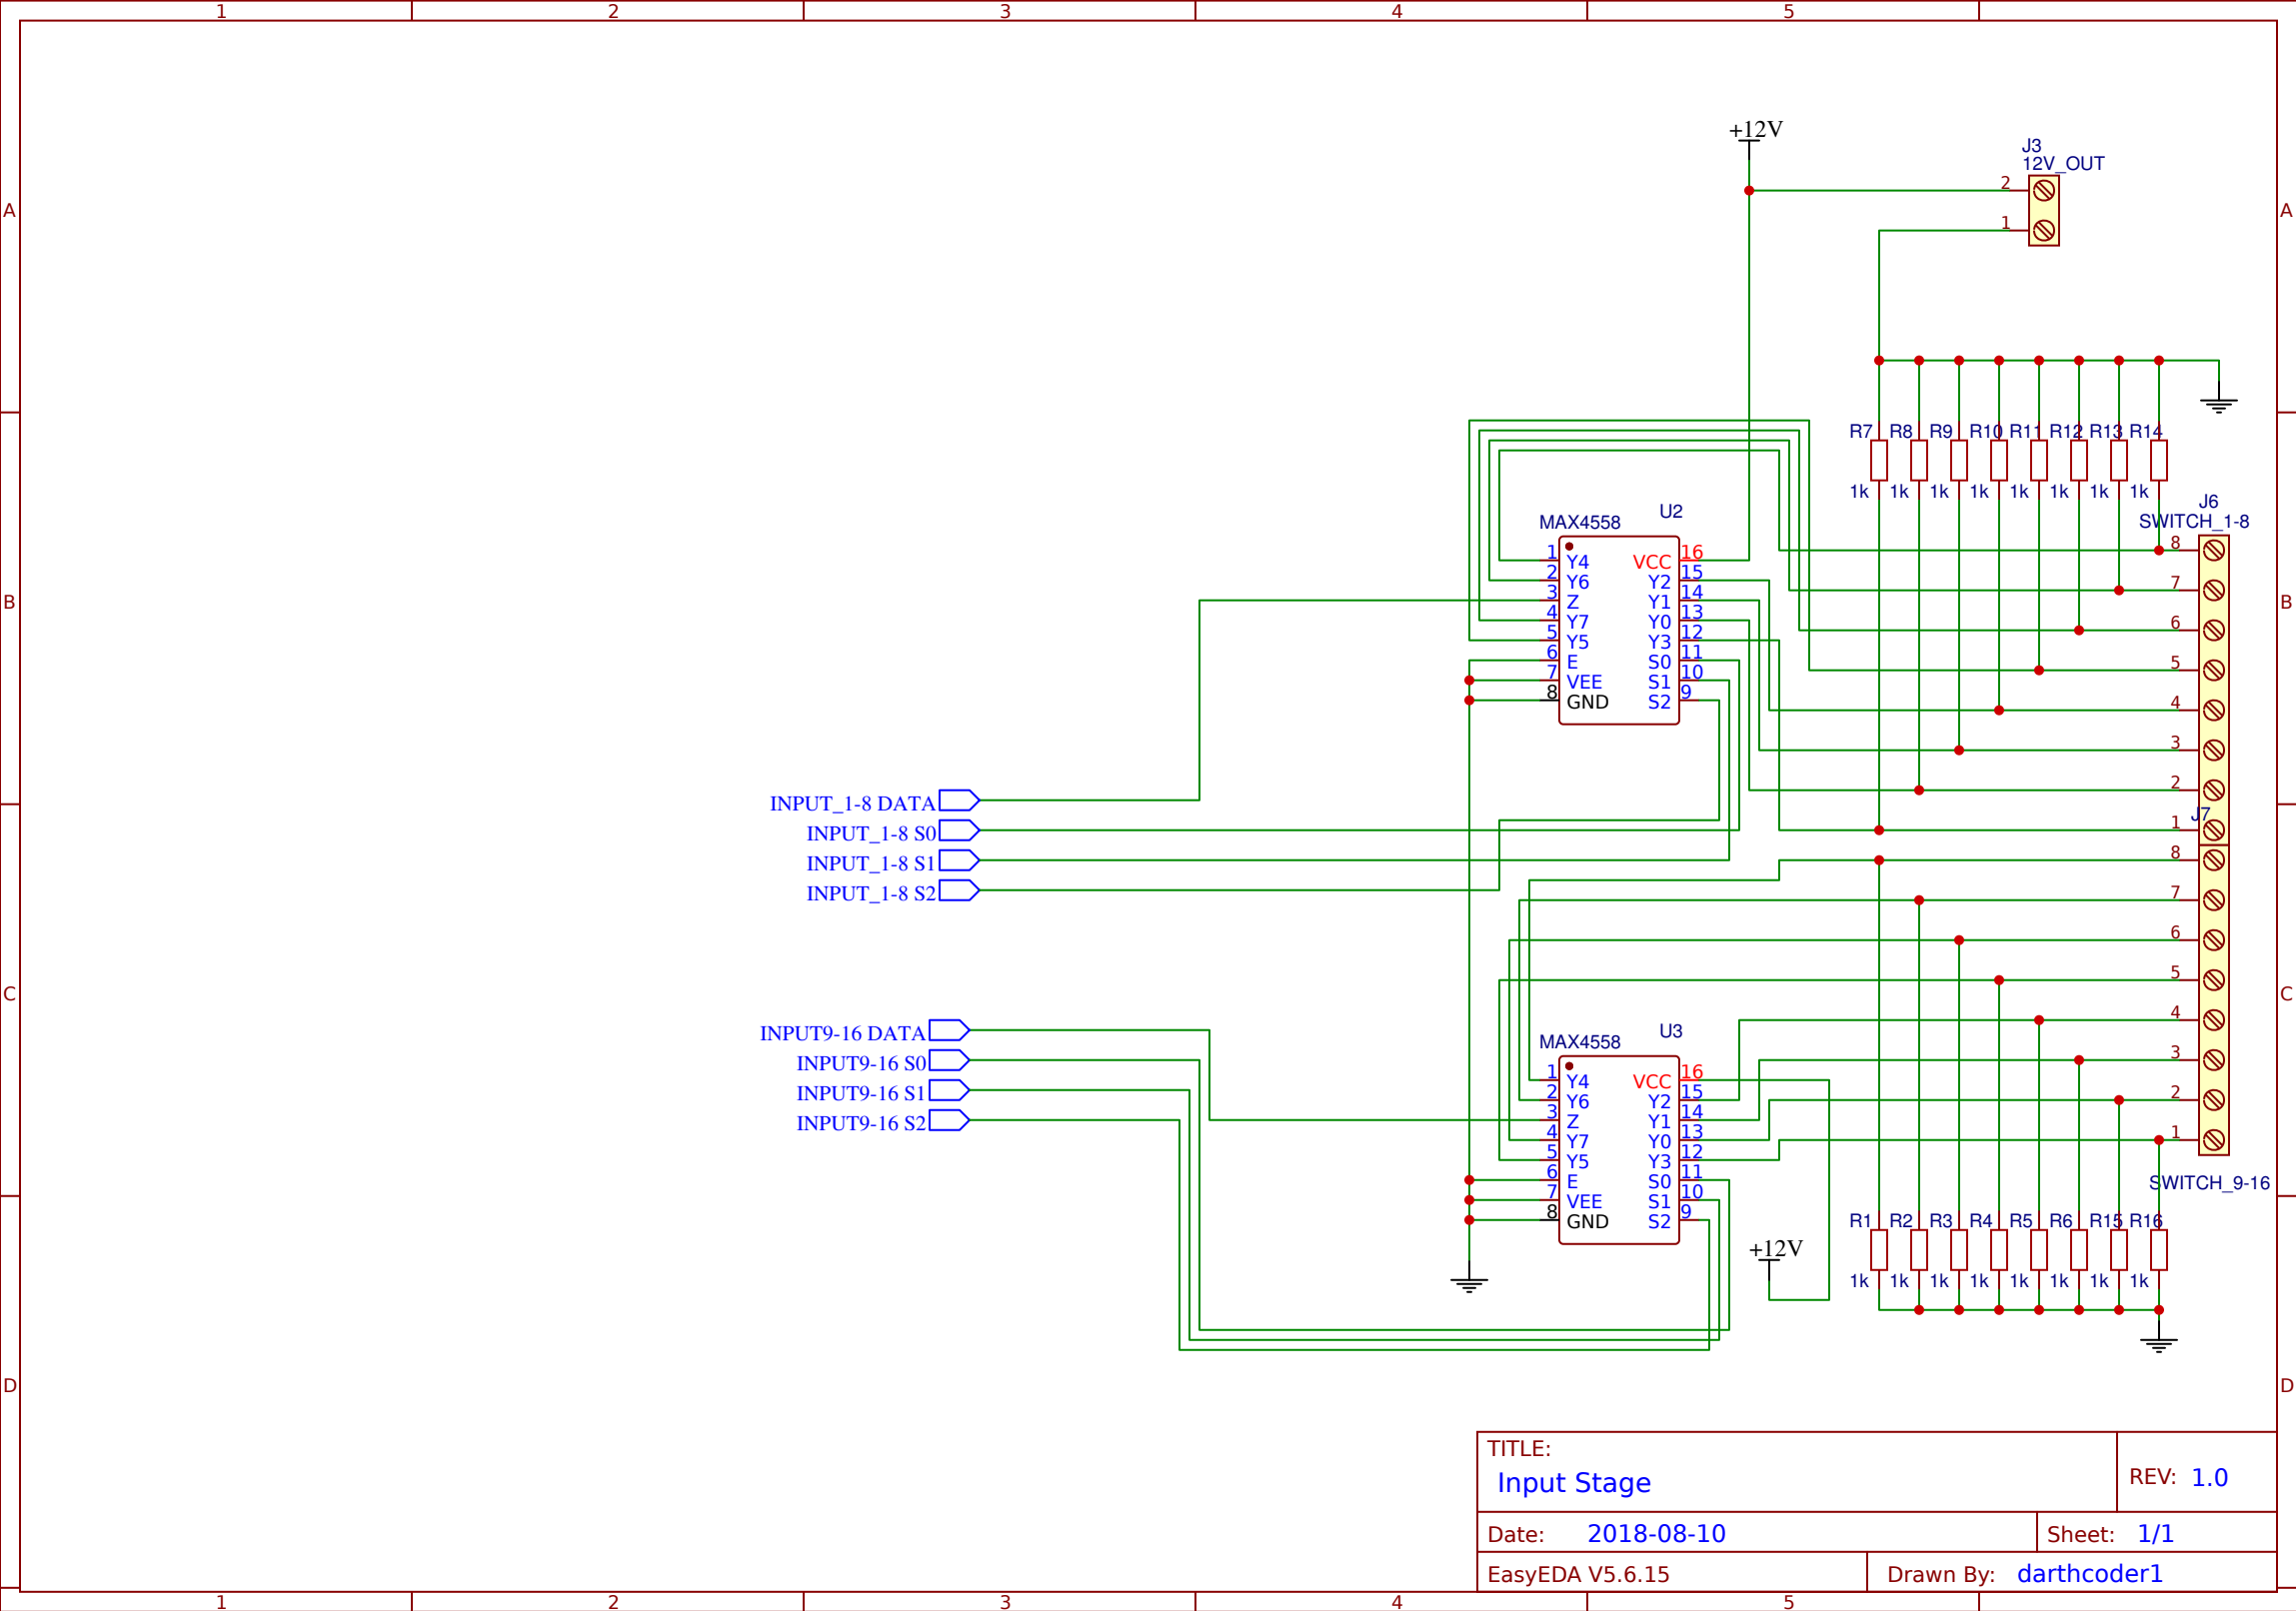 1 2 3 4 5
A A
B B
C C
D D
+12V
J3
12V_OUT
2
1
R7 R8 R9 R10 R11 R12 R13 R14
1k 1k 1k 1k 1k 1k 1k 1k
J6
SWITCH_1-8
8
7
6
5
4
3
2
1
U2
MAX4558
1 Y4 VCC 16
2 Y6 Y2 15
3 Z Y1 14
4 Y7 Y0 13
5 Y5 Y3 12
6 E S0 11
7 VEE S1 10
8 GND S2 9
INPUT_1-8 DATA
INPUT_1-8 S0
INPUT_1-8 S1
INPUT_1-8 S2
J7
8
7
6
5
4
3
2
1
SWITCH_9-16
INPUT9-16 DATA
INPUT9-16 S0
INPUT9-16 S1
INPUT9-16 S2
U3
MAX4558
1 Y4 VCC 16
2 Y6 Y2 15
3 Z Y1 14
4 Y7 Y0 13
5 Y5 Y3 12
6 E S0 11
7 VEE S1 10
8 GND S2 9
R1 R2 R3 R4 R5 R6 R15 R16
+12V
1k 1k 1k 1k 1k 1k 1k 1k
TITLE:
Input Stage
REV: 1.0
Date: 2018-08-10
Sheet: 1/1
EasyEDA V5.6.15
Drawn By: darthcoder1
1 2 3 4 5